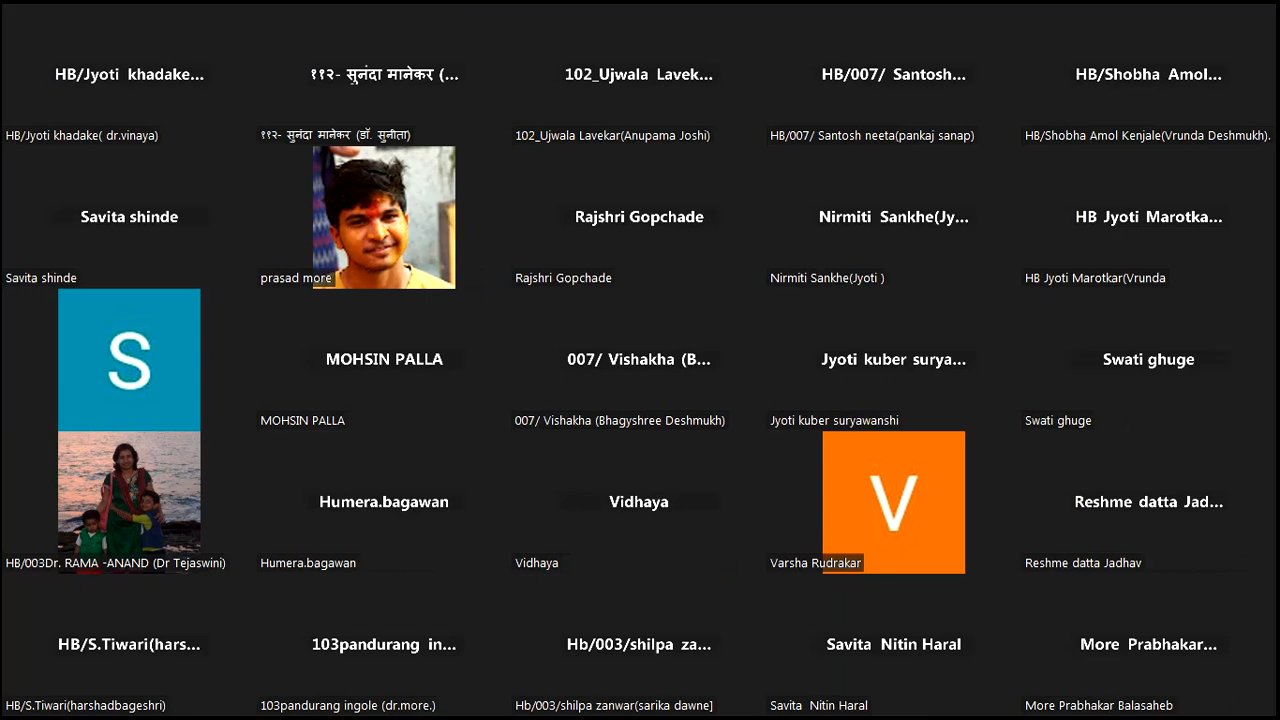 HB/Jyoti khadake...
११२- सुनंदा मानेकर (...
102_Ujwala Lavek...
HB/007/ Santosh...
HB/Shobha Amol...
HB/Jyoti khadake( dr.vinaya)
११२- सुनंदा मानेकर (डॉ. सुनीता)
102_Ujwala Lavekar(Anupama Joshi)
HB/007/ Santosh neeta(pankaj sanap)
HB/Shobha Amol Kenjale(Vrunda Deshmukh).
Savita shinde
Rajshri Gopchade
Nirmiti Sankhe(Jy...
HB Jyoti Marotka...
Savita shinde
prasad more
Rajshri Gopchade
Nirmiti Sankhe(Jyoti )
HB Jyoti Marotkar(Vrunda
S
MOHSIN PALLA
007/ Vishakha (B...
Jyoti kuber surya...
Swati ghuge
MOHSIN PALLA
007/ Vishakha (Bhagyshree Deshmukh)
Jyoti kuber suryawanshi
Swati ghuge
Humera.bagawan
Vidhaya
V
Reshme datta Jad...
HB/003Dr. RAMA -ANAND (Dr Tejaswini)
Humera.bagawan
Vidhaya
Varsha Rudrakar
Reshme datta Jadhav
HB/S.Tiwari(hars...
103pandurang in...
Hb/003/shilpa za...
Savita Nitin Haral
More Prabhakar...
HB/S.Tiwari(harshadbageshri)
103pandurang ingole (dr.more.)
Hb/003/shilpa zanwar(sarika dawne]
Savita Nitin Haral
More Prabhakar Balasaheb